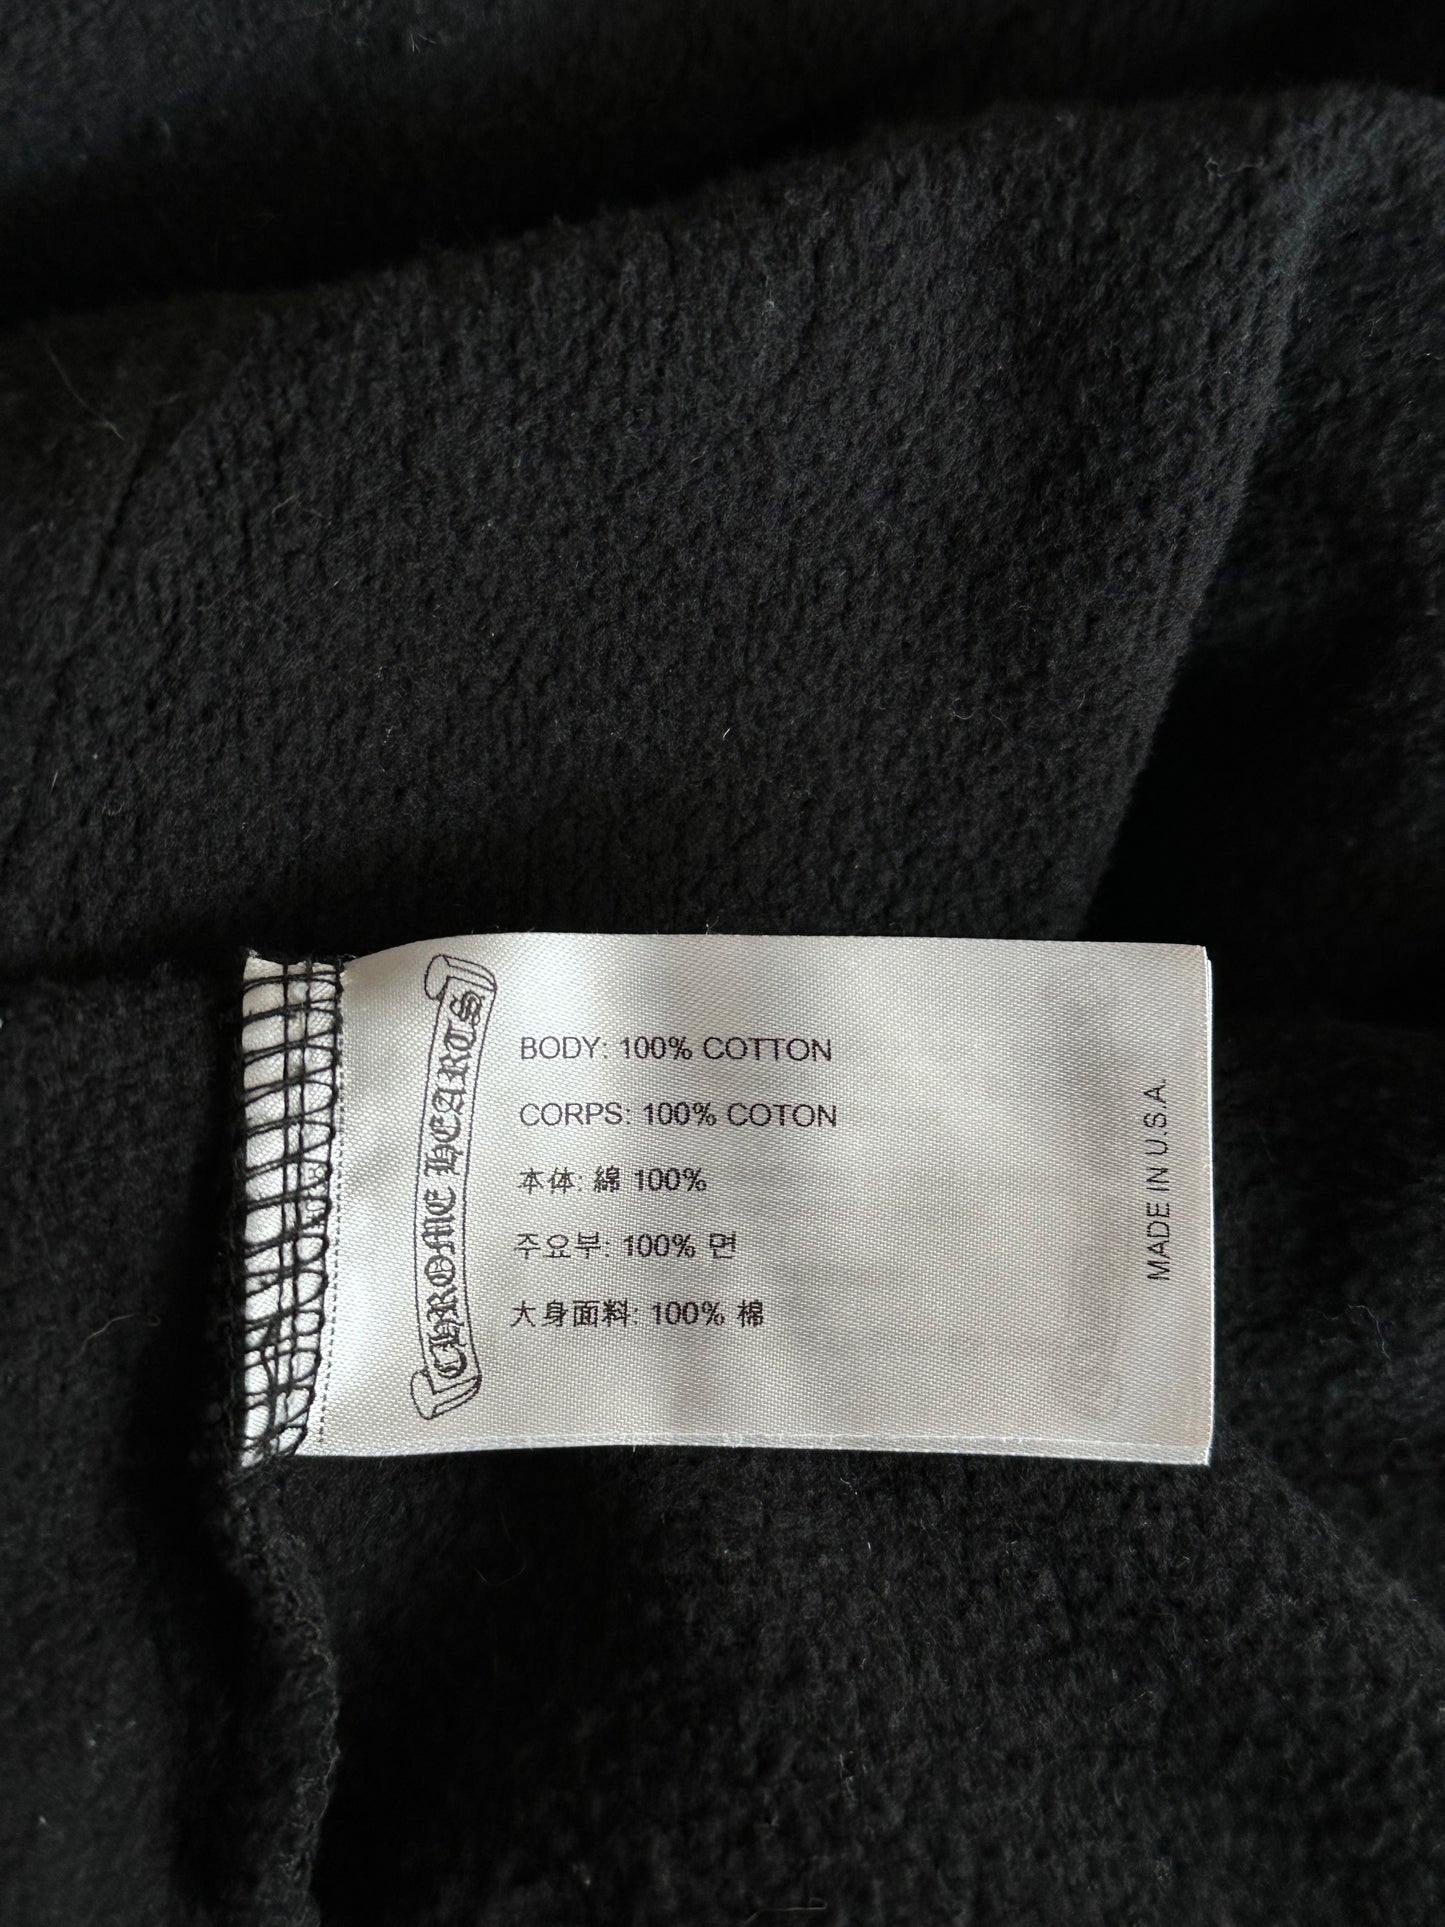 CHROME HEARTS
BODY: 100% COTTON
CORPS: 100% COTON
本体: 綿 100%
주요부: 100% 면
大身面料: 100% 棉
MADE IN U.S.A.